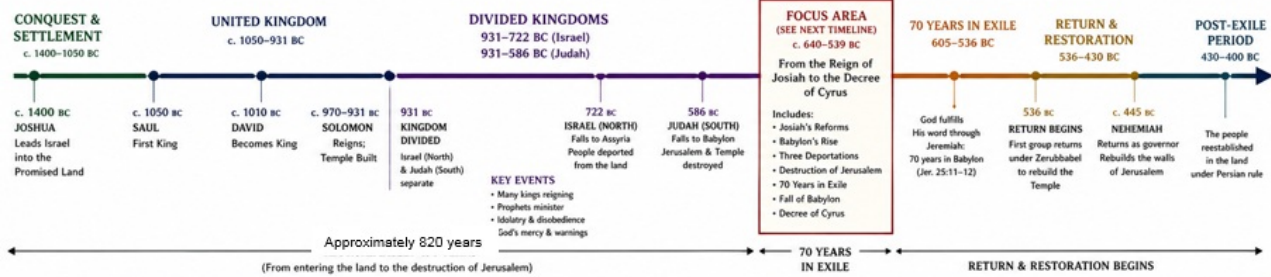 CONQUEST &
SETTLEMENT
c. 1400–1050 BC
UNITED KINGDOM
c. 1050–931 BC
DIVIDED KINGDOMS
931–722 BC (Israel)
931–586 BC (Judah)
FOCUS AREA
(SEE NEXT TIMELINE)
c. 640–539 BC
From the Reign of
Josiah to the Decree
of Cyrus
Includes:
• Josiah's Reforms
• Babylon's Rise
• Three Deportations
• Destruction of Jerusalem
• 70 Years in Exile
• Fall of Babylon
• Decree of Cyrus
70 YEARS IN EXILE
605–536 BC
RETURN &
RESTORATION
536–430 BC
POST-EXILE
PERIOD
430–400 BC
c. 1400 BC
JOSHUA
Leads Israel
into the
Promised Land
c. 1050 BC
SAUL
First King
c. 1010 BC
DAVID
Becomes King
c. 970–931 BC
SOLOMON
Reigns;
Temple Built
931 BC
KINGDOM
DIVIDED
Israel (North)
& Judah (South)
separate
KEY EVENTS
• Many kings reigning
• Prophets minister
• Idolatry & disobedience
God's mercy & warnings
722 BC
ISRAEL (NORTH)
Falls to Assyria
People deported
from the land
586 BC
JUDAH (SOUTH)
Falls to Babylon
Jerusalem & Temple
destroyed
God fulfills
His word through
Jeremiah:
70 years in Babylon
(Jer. 25:11–12)
536 BC
RETURN BEGINS
First group returns
under Zerubbabel
to rebuild the
Temple
c. 445 BC
NEHEMIAH
Returns as governor
Rebuilds the walls
of Jerusalem
The people
reestablished
in the land
under Persian rule
Approximately 820 years
(From entering the land to the destruction of Jerusalem)
70 YEARS
IN EXILE
RETURN & RESTORATION BEGINS